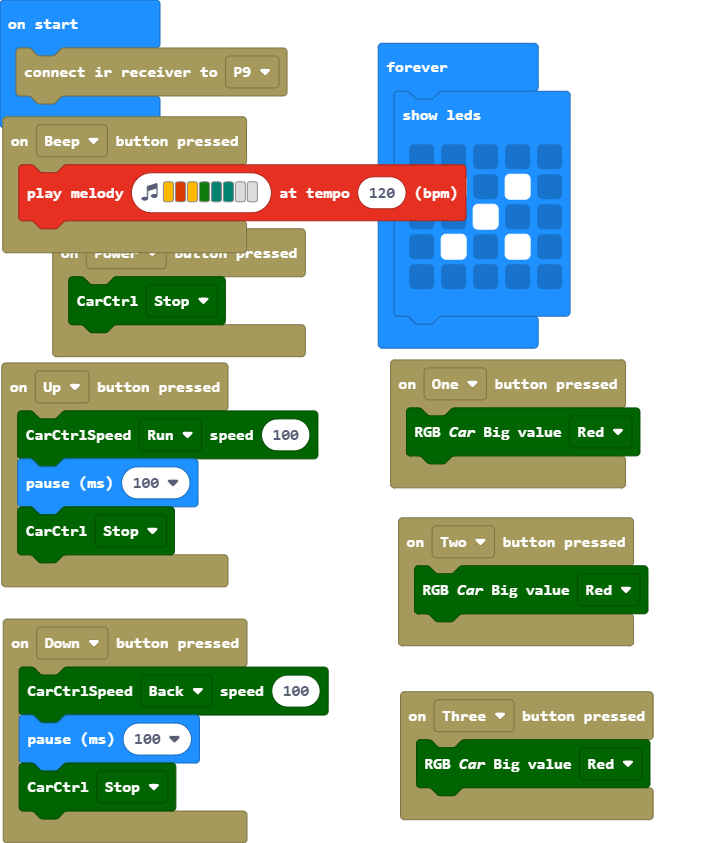 on start
connect ir receiver to P9
on Beep button pressed
play melody at tempo 120 (bpm)
on Power button pressed
CarCtrl Stop
on Up button pressed
CarCtrlSpeed Run speed 100
pause (ms) 100
CarCtrl Stop
on Down button pressed
CarCtrlSpeed Back speed 100
pause (ms) 100
CarCtrl Stop
forever
show leds
on One button pressed
RGB Car Big value Red
on Two button pressed
RGB Car Big value Red
on Three button pressed
RGB Car Big value Red